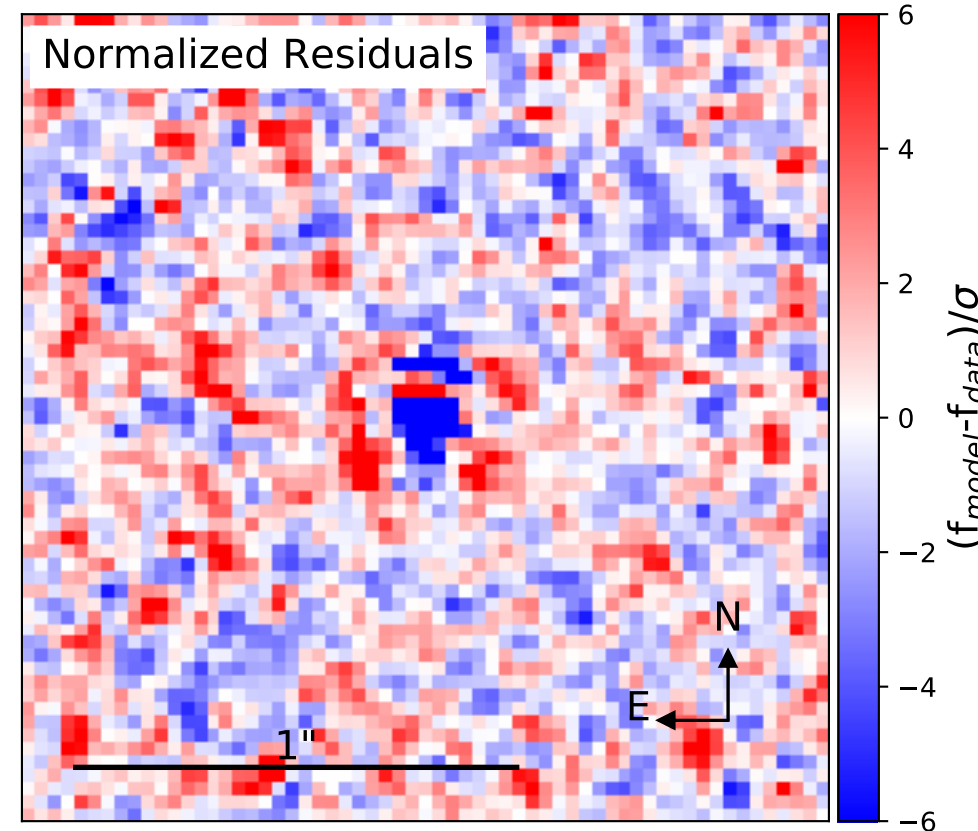 Normalized Residuals
6
4
2
0
−2
−4
−6
(f_model-f_data)/σ
N
E
1"